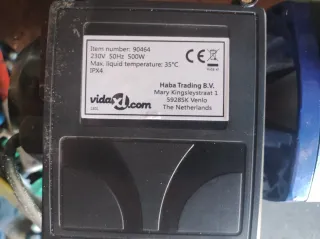 Item number: 90464
230V 50Hz 500W
Max. liquid temperature: 35°C
IPX4
CE
vidaXL.com
Haba Trading B.V.
Mary Kingsleystraat 1
5928SK Venlo
The Netherlands